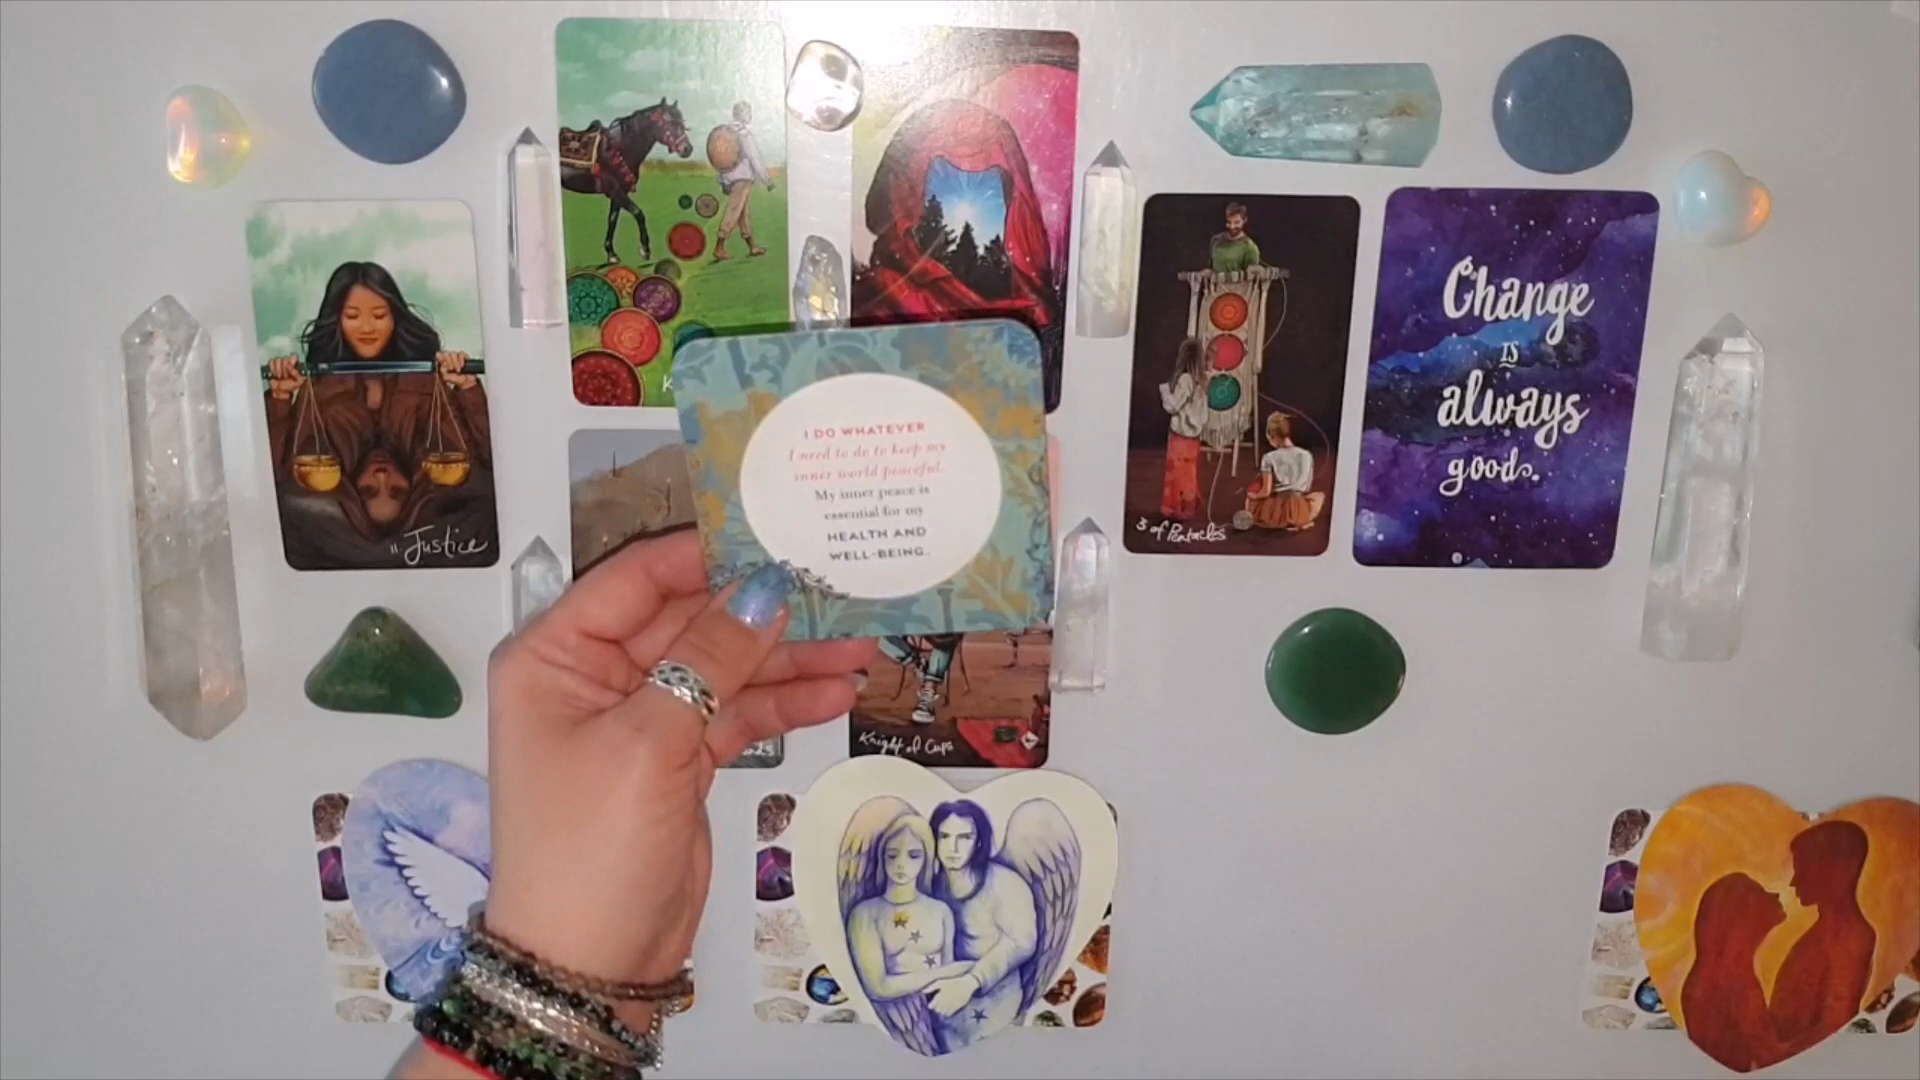 I DO WHATEVER
I need to do to keep my
inner world peaceful.
My inner peace is
essential for my
HEALTH AND
WELL-BEING.
Change
is
always
good.
11 Justice
3 of Pentacles
Knight of Cups